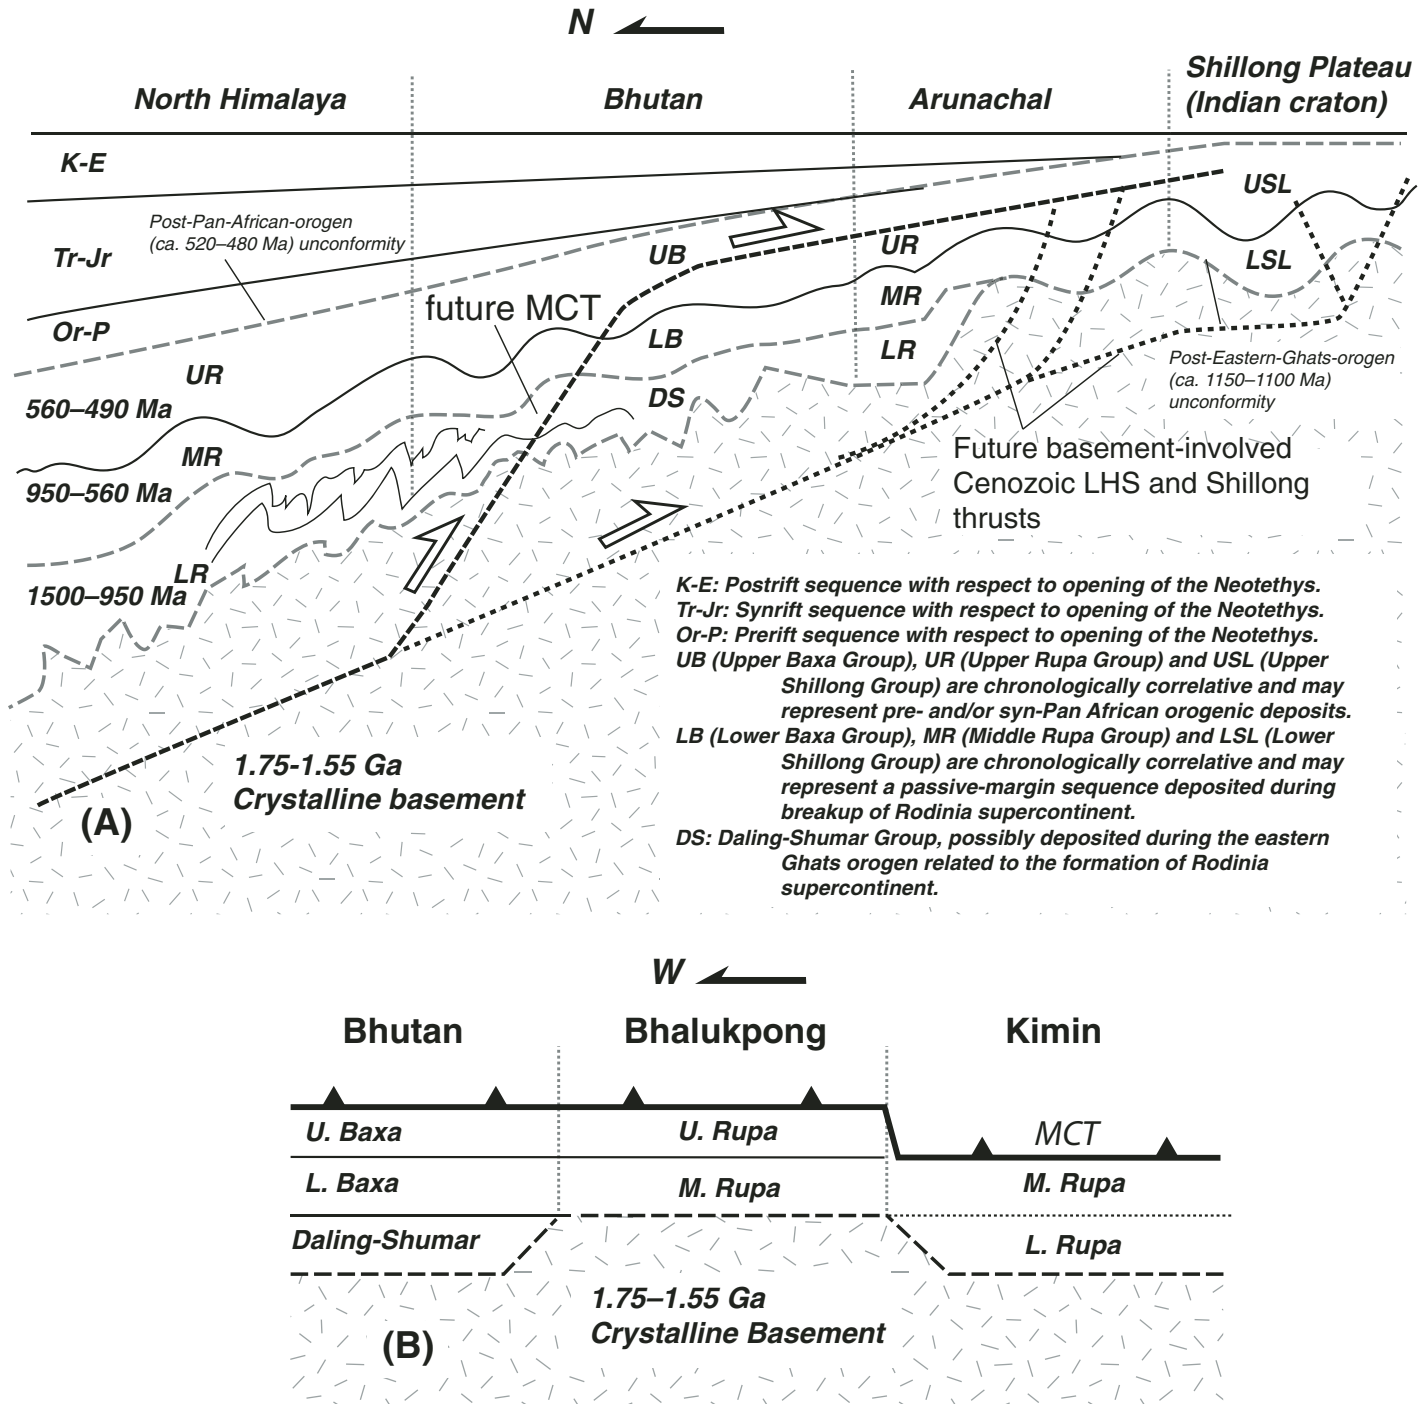 N
North Himalaya
Bhutan
Arunachal
Shillong Plateau
(Indian craton)
K-E
Post-Pan-African-orogen
(ca. 520–480 Ma) unconformity
Tr-Jr
Or-P
future MCT
UB
UR
USL
LSL
MR
LB
LR
DS
UR
560–490 Ma
MR
950–560 Ma
LR
1500–950 Ma
Post-Eastern-Ghats-orogen
(ca. 1150–1100 Ma)
unconformity
Future basement-involved
Cenozoic LHS and Shillong
thrusts
K-E: Postrift sequence with respect to opening of the Neotethys.
Tr-Jr: Synrift sequence with respect to opening of the Neotethys.
Or-P: Prerift sequence with respect to opening of the Neotethys.
UB (Upper Baxa Group), UR (Upper Rupa Group) and USL (Upper
Shillong Group) are chronologically correlative and may
represent pre- and/or syn-Pan African orogenic deposits.
LB (Lower Baxa Group), MR (Middle Rupa Group) and LSL (Lower
Shillong Group) are chronologically correlative and may
represent a passive-margin sequence deposited during
breakup of Rodinia supercontinent.
DS: Daling-Shumar Group, possibly deposited during the eastern
Ghats orogen related to the formation of Rodinia
supercontinent.
1.75-1.55 Ga
Crystalline basement
(A)
W
Bhutan
Bhalukpong
Kimin
U. Baxa
U. Rupa
MCT
L. Baxa
M. Rupa
M. Rupa
Daling-Shumar
L. Rupa
1.75–1.55 Ga
Crystalline Basement
(B)